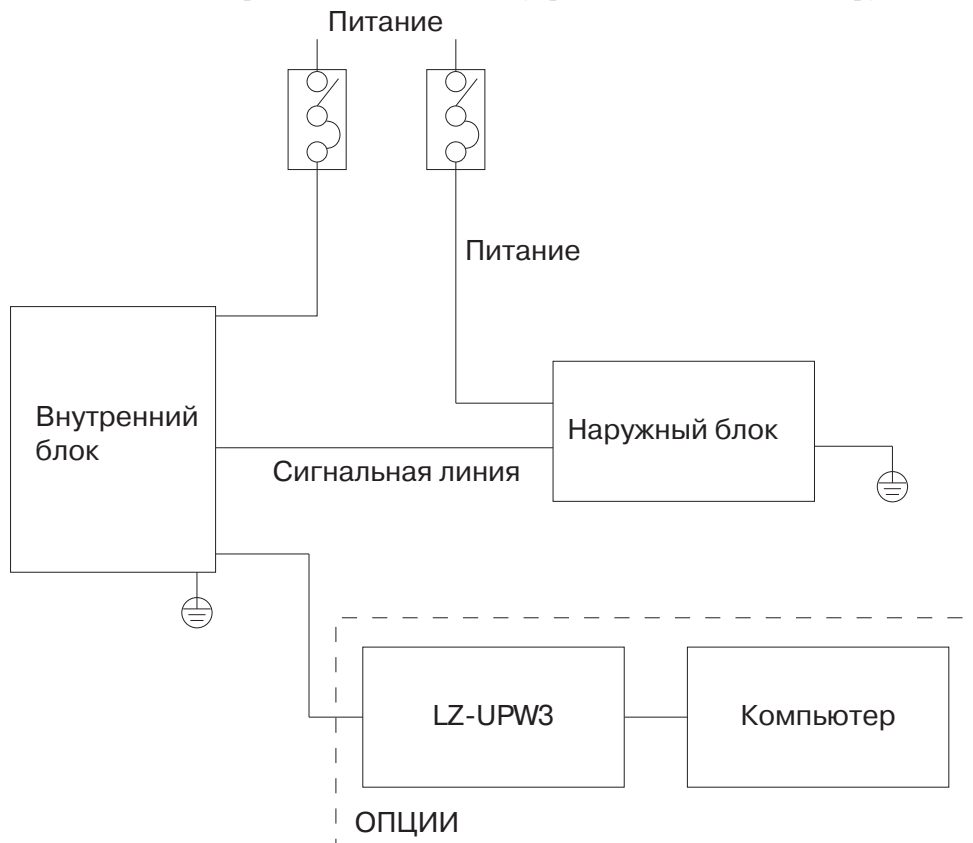 Питание
Питание
Внутренний
блок
Наружный блок
Сигнальная линия
LZ-UPW3
Компьютер
ОПЦИИ